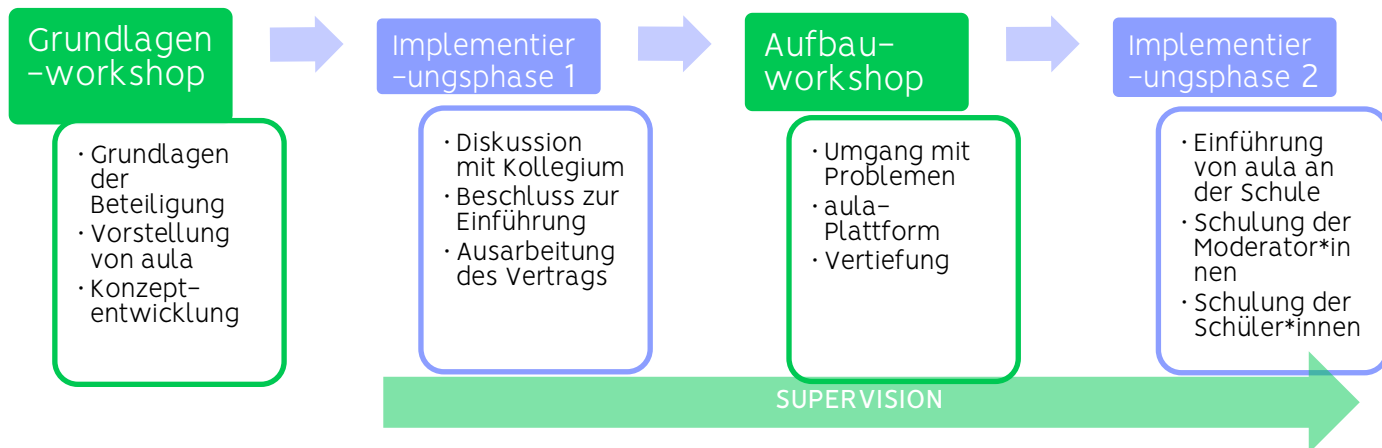 Grundlagen
-workshop
· Grundlagen
der
Beteiligung
· Vorstellung
von aula
· Konzept-
entwicklung
Implementier
-ungsphase 1
· Diskussion
mit Kollegium
· Beschluss zur
Einführung
· Ausarbeitung
des Vertrags
Aufbau-
workshop
· Umgang mit
Problemen
· aula-
Plattform
· Vertiefung
Implementier
-ungsphase 2
· Einführung
von aula an
der Schule
· Schulung der
Moderator*in
nen
· Schulung der
Schüler*innen
SUPERVISION